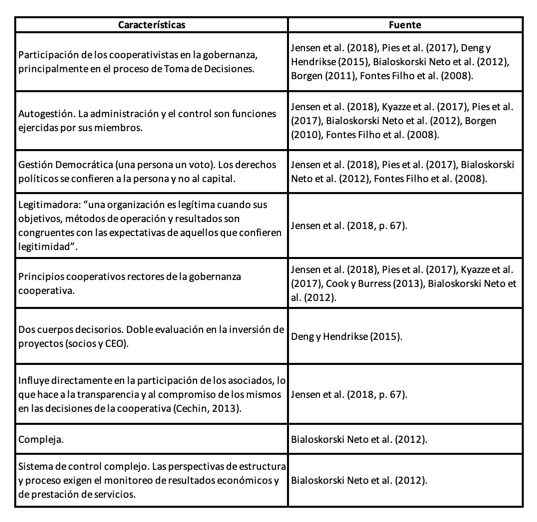 Características
Fuente
Participación de los cooperativistas en la gobernanza,
principalmente en el proceso de Toma de Decisiones.
Jensen et al. (2018), Pies et al. (2017), Deng y
Hendrikse (2015), Bialoskorski Neto et al. (2012),
Borgen (2011), Fontes Filho et al. (2008).
Autogestión. La administración y el control son funciones
ejercidas por sus miembros.
Jensen et al. (2018), Kyazze et al. (2017), Pies et al.
(2017), Bialoskorski Neto et al. (2012), Borgen
(2010), Fontes Filho et al. (2008).
Gestión Democrática (una persona un voto). Los derechos
políticos se confieren a la persona y no al capital.
Jensen et al. (2018), Pies et al. (2017), Bialoskorski
Neto et al. (2012), Fontes Filho et al. (2008).
Legitimadora: “una organización es legítima cuando sus
objetivos, métodos de operación y resultados son
congruentes con las expectativas de aquellos que confieren
legitimidad”.
Jensen et al. (2018, p. 67).
Principios cooperativos rectores de la gobernanza
cooperativa.
Jensen et al. (2018), Pies et al. (2017), Kyazze et al.
(2017), Cook y Burress (2013), Bialoskorski Neto et
al. (2012).
Dos cuerpos decisorios. Doble evaluación en la inversión de
proyectos (socios y CEO).
Deng y Hendrikse (2015).
Influye directamente en la participación de los asociados, lo
que hace a la transparencia y al compromiso de los mismos
en las decisiones de la cooperativa (Cechin, 2013).
Jensen et al. (2018, p. 67).
Compleja.
Bialoskorski Neto et al. (2012).
Sistema de control complejo. Las perspectivas de estructura
y proceso exigen el monitoreo de resultados económicos y
de prestación de servicios.
Bialoskorski Neto et al. (2012).